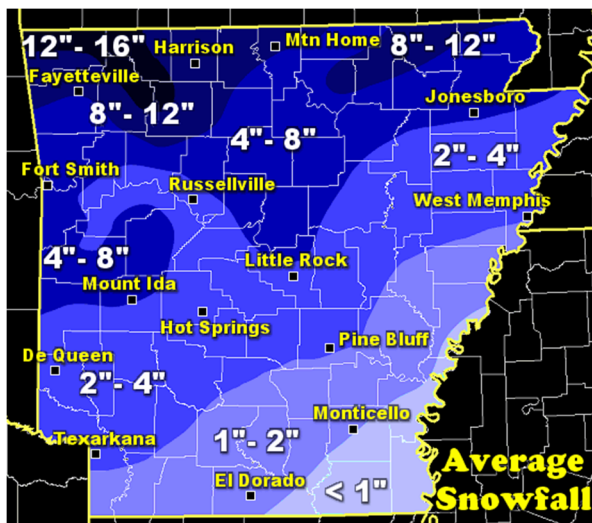 12"- 16"
Harrison
Mtn Home
8"- 12"
Fayetteville
8"- 12"
Jonesboro
4"- 8"
2"- 4"
Fort Smith
Russellville
West Memphis
4"- 8"
Little Rock
Mount Ida
Hot Springs
Pine Bluff
De Queen
2"- 4"
Monticello
Texarkana
1"- 2"
El Dorado
< 1"
Average
Snowfall